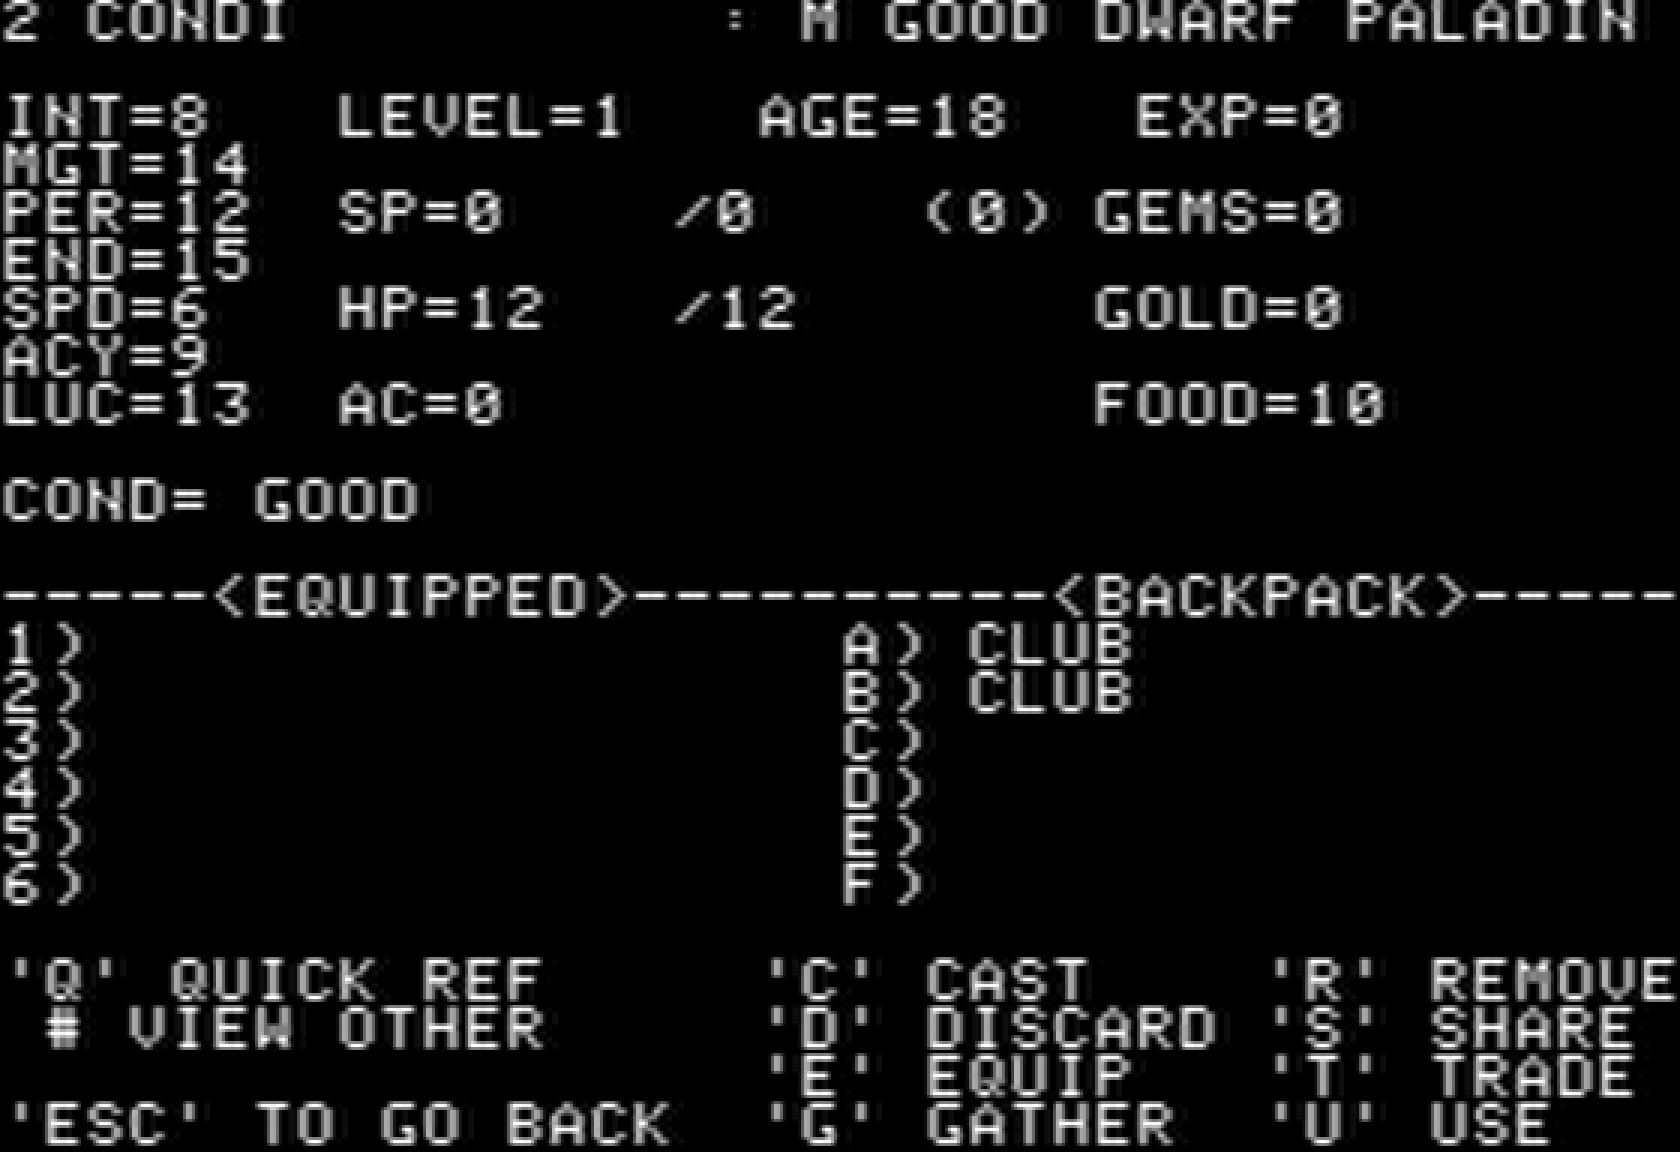 2 CONDI : M GOOD DWARF PALADIN
INT=8 LEVEL=1 AGE=18 EXP=0
MGT=14
PER=12 SP=0 /0 (0) GEMS=0
END=15
SPD=6 HP=12 /12 GOLD=0
ACY=9
LUC=13 AC=0 FOOD=10
COND= GOOD
-----<EQUIPPED>----------<BACKPACK>-----
1) A) CLUB
2) B) CLUB
3) C)
4) D)
5) E)
6) F)
'Q' QUICK REF 'C' CAST 'R' REMOVE
# VIEW OTHER 'D' DISCARD 'S' SHARE
'E' EQUIP 'T' TRADE
'ESC' TO GO BACK 'G' GATHER 'U' USE